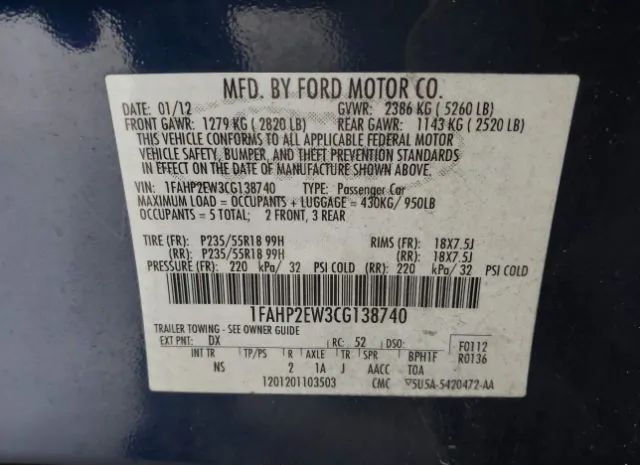 MFD. BY FORD MOTOR CO.
DATE: 01/12 GVWR: 2386 KG ( 5260 LB)
FRONT GAWR: 1279 KG ( 2820 LB) REAR GAWR: 1143 KG ( 2520 LB)
THIS VEHICLE CONFORMS TO ALL APPLICABLE FEDERAL MOTOR
VEHICLE SAFETY, BUMPER, AND THEFT PREVENTION STANDARDS
IN EFFECT ON THE DATE OF MANUFACTURE SHOWN ABOVE.
VIN: 1FAHP2EW3CG138740 TYPE: Passenger Car
MAXIMUM LOAD = OCCUPANTS + LUGGAGE = 430KG/ 950LB
OCCUPANTS = 5 TOTAL; 2 FRONT, 3 REAR
TIRE (FR): P235/55R18 99H RIMS (FR): 18X7.5J
(RR): P235/55R18 99H (RR): 18X7.5J
PRESSURE (FR): 220 kPa/ 32 PSI COLD (RR): 220 kPa/ 32 PSI COLD
1FAHP2EW3CG138740
TRAILER TOWING - SEE OWNER GUIDE
EXT PNT: DX RC: 52 DSO: F0112
INT TR TP/PS R AXLE TR SPR BPH1F R0136
NS 2 1A J AACC TOA
1201201103503 CMC 5U5A-5420472-AA